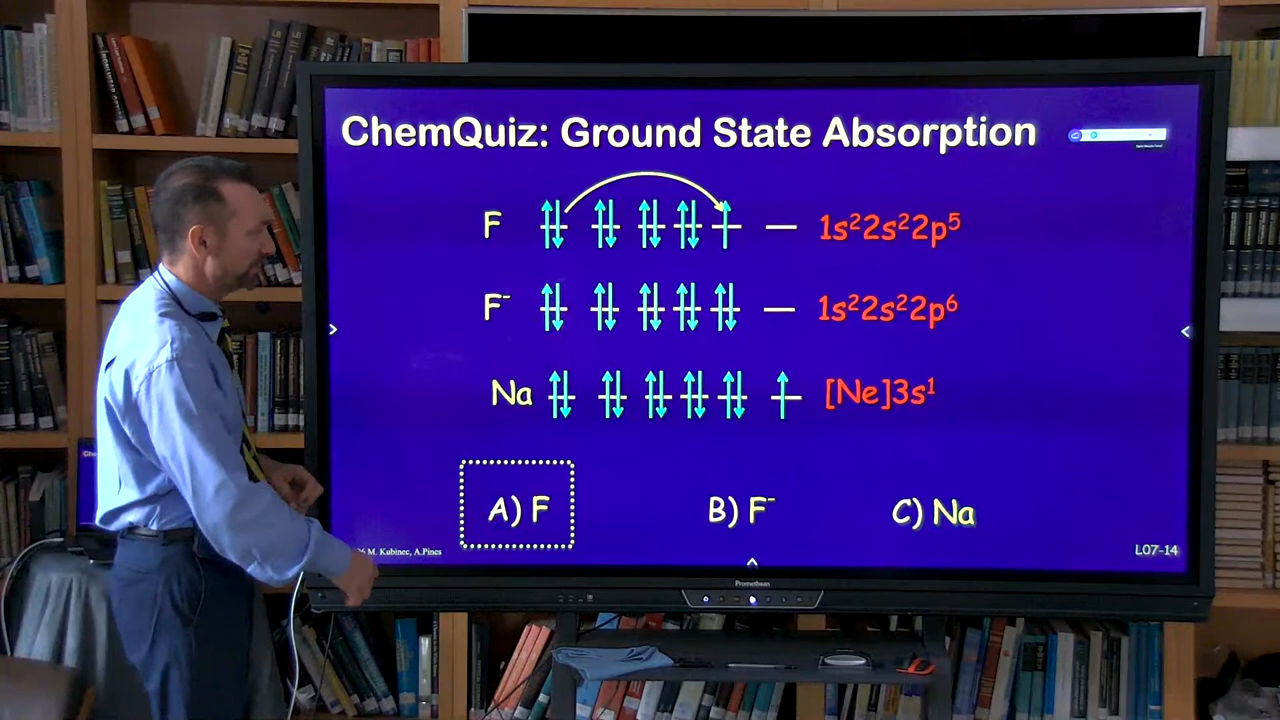 ChemQuiz: Ground State Absorption
F 1s²2s²2p⁵
F⁻ 1s²2s²2p⁶
Na [Ne]3s¹
A) F B) F⁻ C) Na
M. Kubinec, A.Pines
L07-14
Promethean